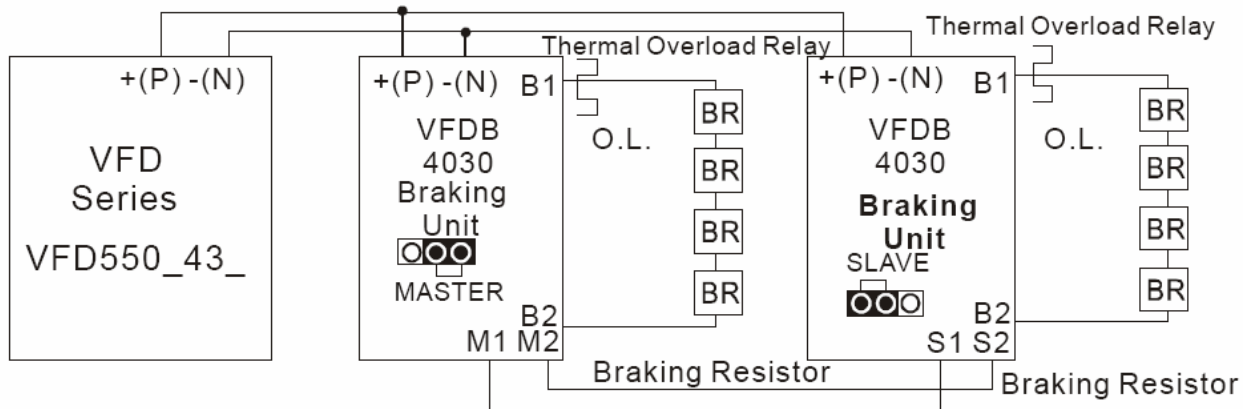 +(P) -(N)
VFD
Series
VFD550_43_
Thermal Overload Relay
+(P) -(N)
B1
O.L.
VFDB
4030
Braking
Unit
MASTER
B2
M1 M2
BR
BR
BR
BR
Braking Resistor
Thermal Overload Relay
+(P) -(N)
B1
O.L.
VFDB
4030
Braking
Unit
SLAVE
B2
S1 S2
BR
BR
BR
BR
Braking Resistor